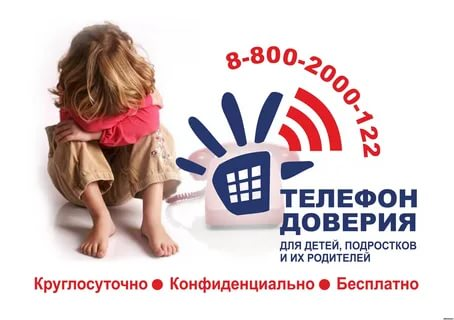 8-800-2000-122
ТЕЛЕФОН
ДОВЕРИЯ
ДЛЯ ДЕТЕЙ, ПОДРОСТКОВ
И ИХ РОДИТЕЛЕЙ
Круглосуточно ● Конфиденциально ● Бесплатно